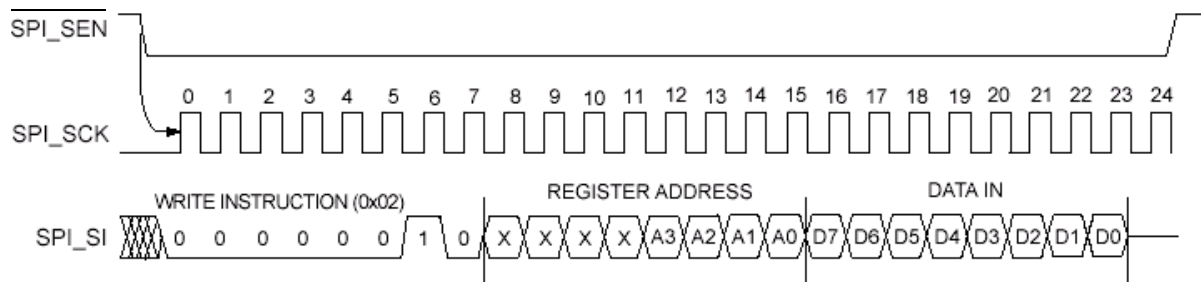 SPI_SEN
0 1 2 3 4 5 6 7 8 9 10 11 12 13 14 15 16 17 18 19 20 21 22 23 24
SPI_SCK
WRITE INSTRUCTION (0x02) REGISTER ADDRESS DATA IN
SPI_SI 0 0 0 0 0 0 1 0 X X X X A3 A2 A1 A0 D7 D6 D5 D4 D3 D2 D1 D0